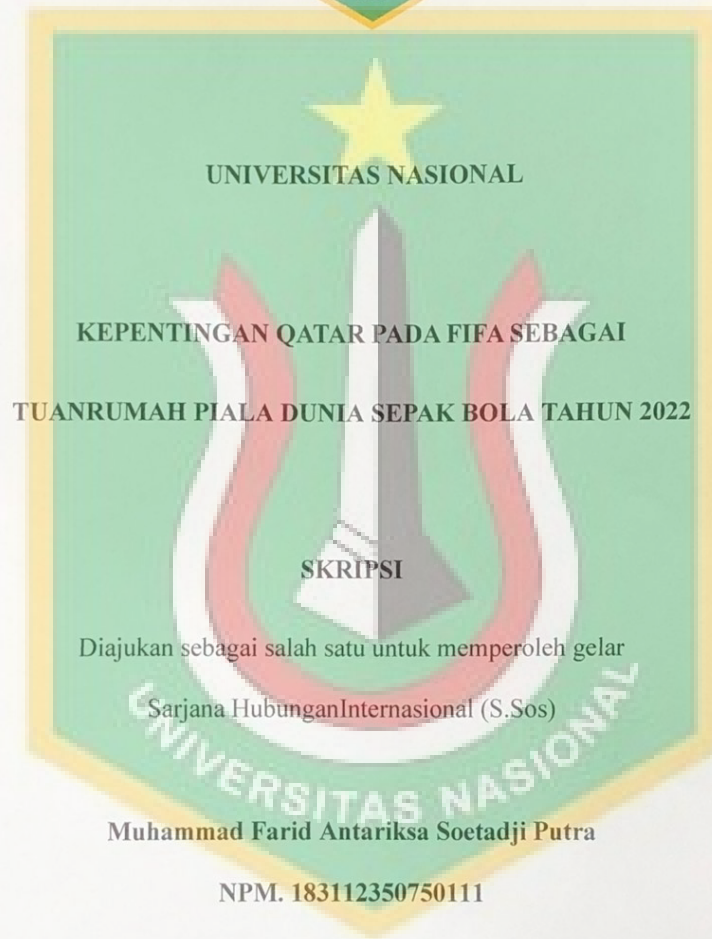 UNIVERSITAS NASIONAL
KEPENTINGAN QATAR PADA FIFA SEBAGAI
TUANRUMAH PIALA DUNIA SEPAK BOLA TAHUN 2022
SKRIPSI
Diajukan sebagai salah satu untuk memperoleh gelar
Sarjana HubunganInternasional (S.Sos)
UNIVERSITAS NASIONAL
Muhammad Farid Antariksa Soetadji Putra
NPM. 183112350750111